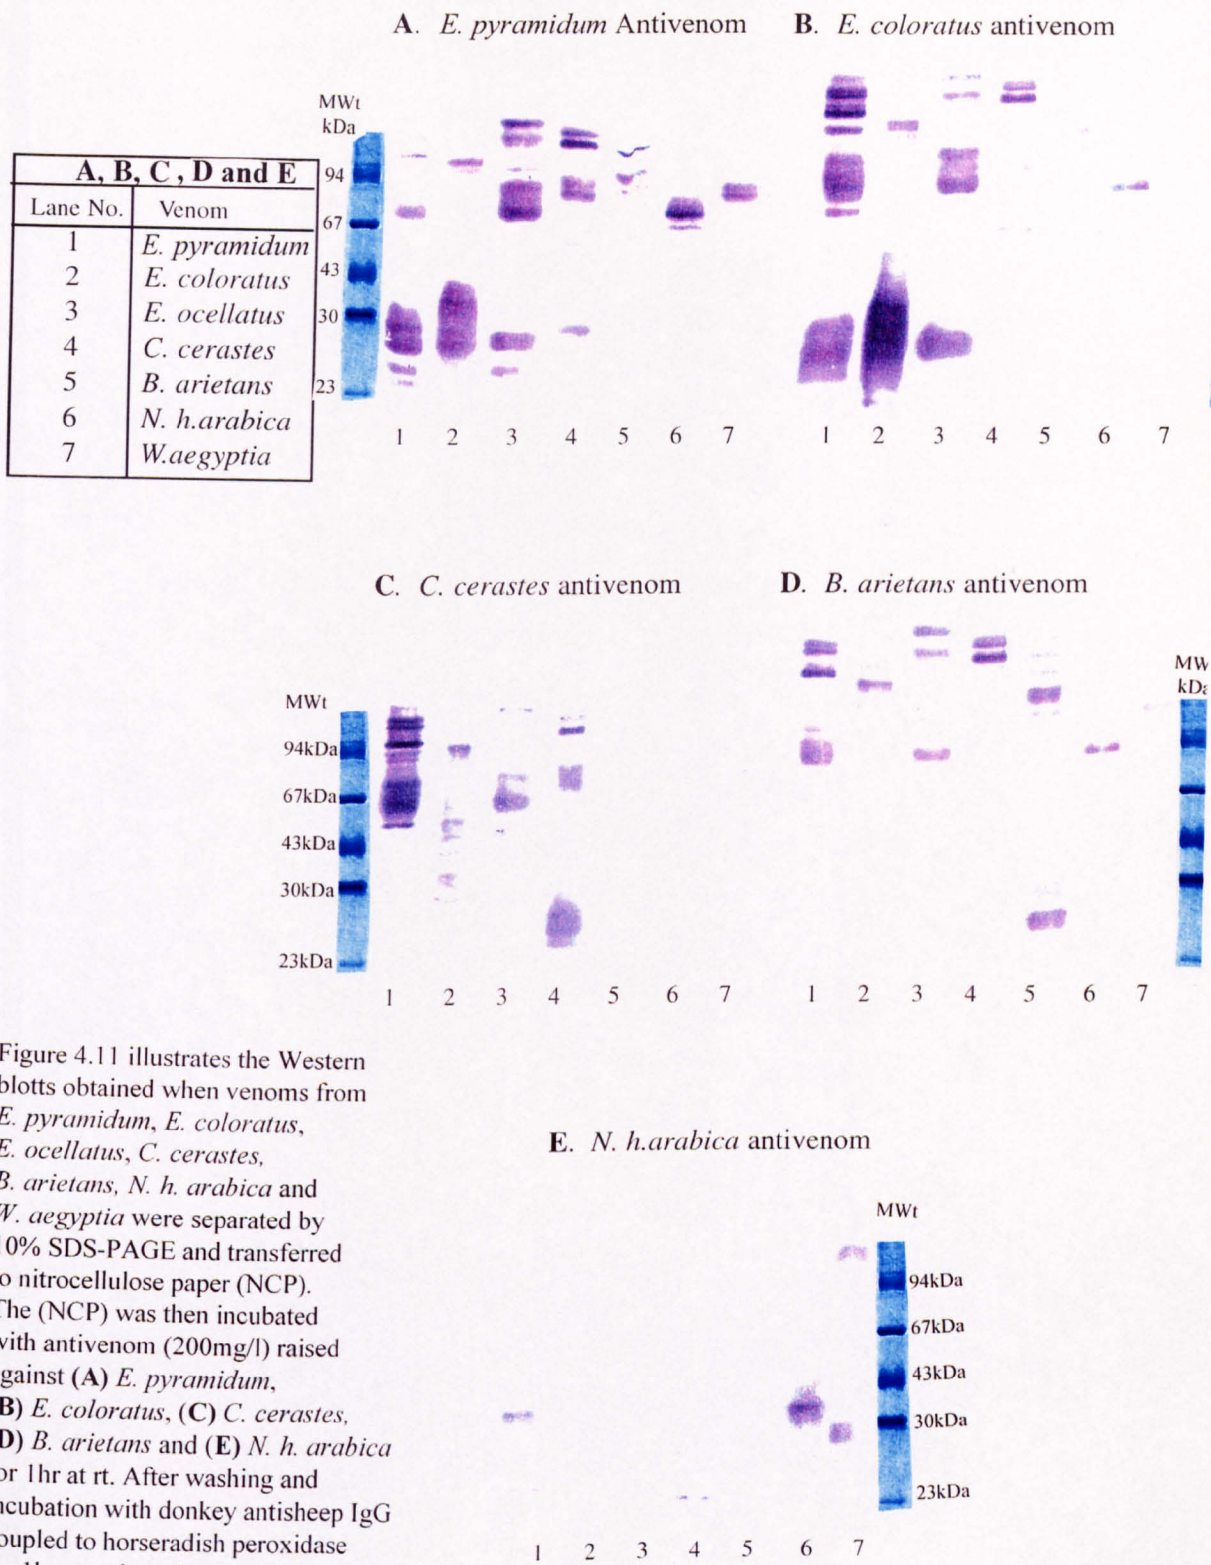 A. E. pyramidum Antivenom
B. E. coloratus antivenom
MWt
kDa
94
67
43
30
23
A, B, C , D and E
Lane No. Venom
1 E. pyramidum
2 E. coloratus
3 E. ocellatus
4 C. cerastes
5 B. arietans
6 N. h.arabica
7 W.aegyptia
1 2 3 4 5 6 7
1 2 3 4 5 6 7
C. C. cerastes antivenom
D. B. arietans antivenom
MWt
94kDa
67kDa
43kDa
30kDa
23kDa
MW
kDa
1 2 3 4 5 6 7
1 2 3 4 5 6 7
Figure 4.11 illustrates the Western
blotts obtained when venoms from
E. pyramidum, E. coloratus,
E. ocellatus, C. cerastes,
B. arietans, N. h. arabica and
W. aegyptia were separated by
0% SDS-PAGE and transferred
o nitrocellulose paper (NCP).
The (NCP) was then incubated
with antivenom (200mg/l) raised
gainst (A) E. pyramidum,
B) E. coloratus, (C) C. cerastes,
D) B. arietans and (E) N. h. arabica
or 1hr at rt. After washing and
ncubation with donkey antisheep IgG
oupled to horseradish peroxidase
E. N. h.arabica antivenom
MWt
94kDa
67kDa
43kDa
30kDa
23kDa
1 2 3 4 5 6 7